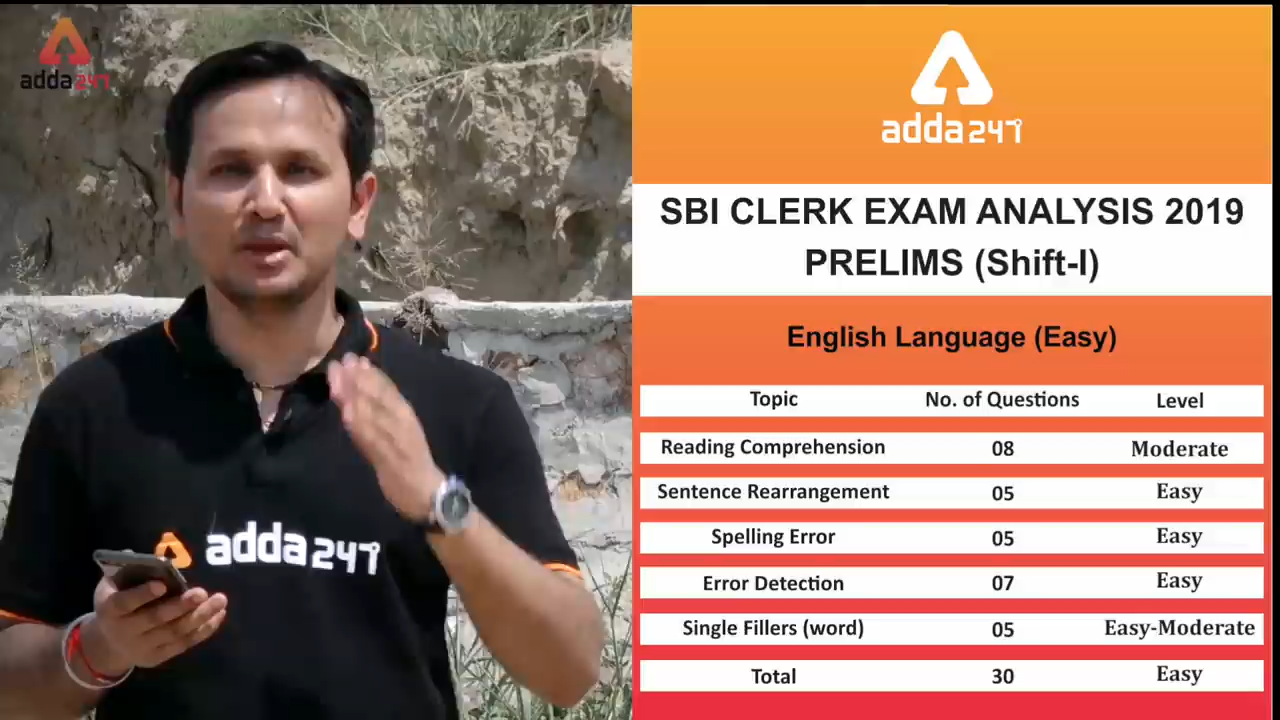 adda247
adda247
adda247
SBI CLERK EXAM ANALYSIS 2019
PRELIMS (Shift-I)
English Language (Easy)
Topic No. of Questions Level
Reading Comprehension 08 Moderate
Sentence Rearrangement 05 Easy
Spelling Error 05 Easy
Error Detection 07 Easy
Single Fillers (word) 05 Easy-Moderate
Total 30 Easy